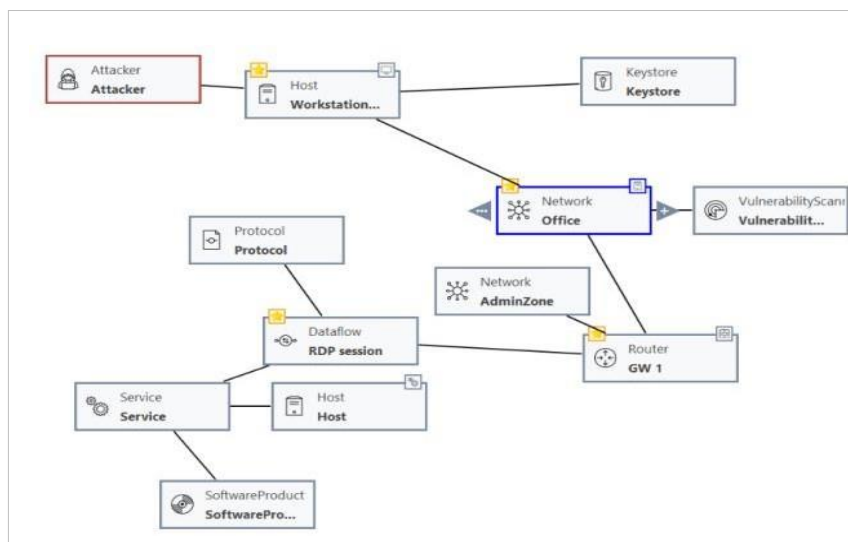 Attacker
Attacker
Host
Workstation...
Keystore
Keystore
Network
Office
VulnerabilityScan
Vulnerabilit...
Protocol
Protocol
Network
AdminZone
Dataflow
RDP session
Router
GW 1
Service
Service
Host
Host
SoftwareProduct
SoftwarePro...